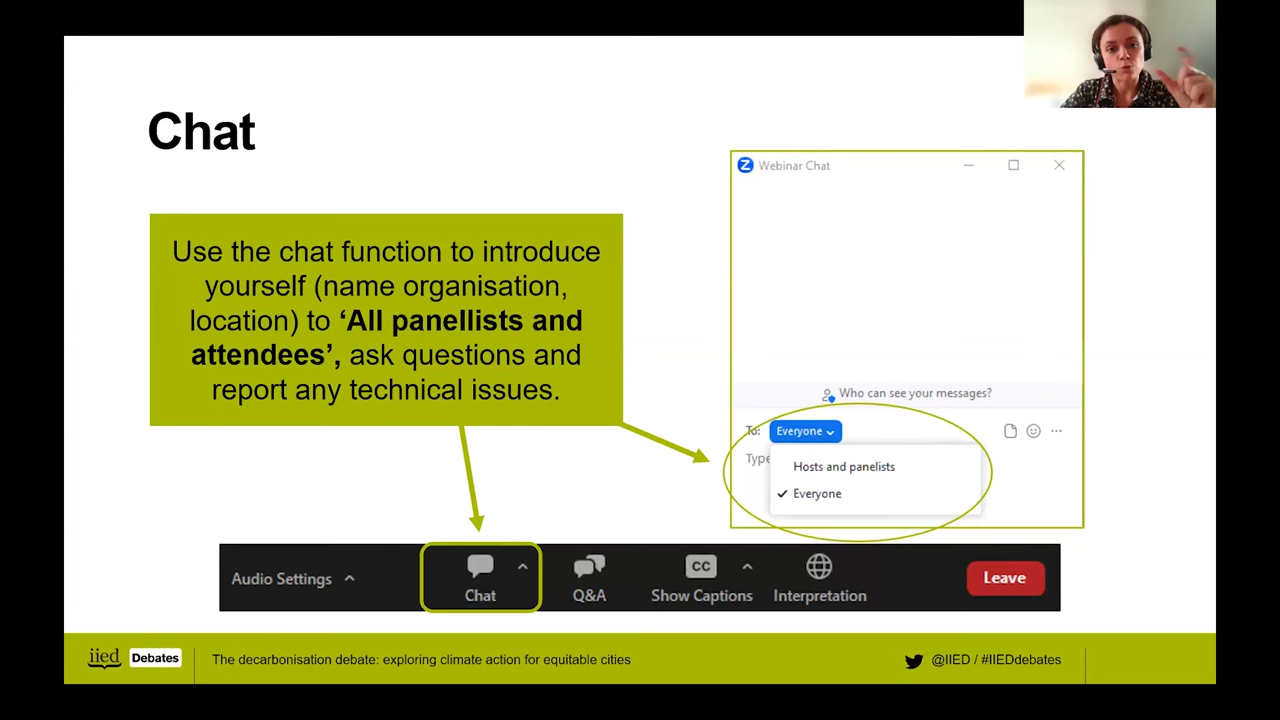 Chat
Use the chat function to introduce
yourself (name organisation,
location) to ‘All panellists and
attendees’, ask questions and
report any technical issues.
Webinar Chat
Who can see your messages?
To: Everyone
Type
Hosts and panelists
Everyone
Audio Settings
Chat
Q&A
CC
Show Captions
Interpretation
Leave
iied Debates
The decarbonisation debate: exploring climate action for equitable cities
@IIED / #IIEDdebates